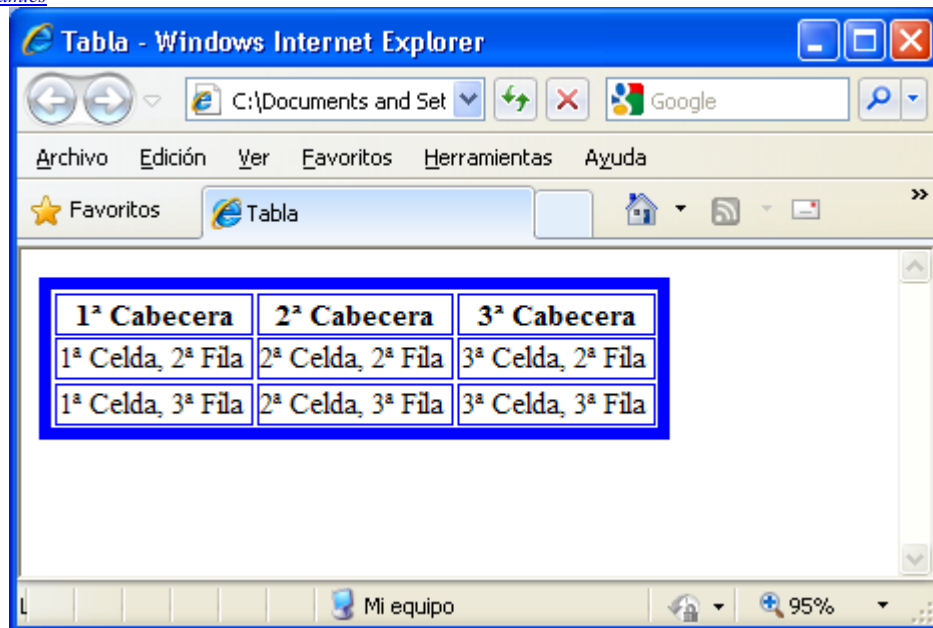 Tabla - Windows Internet Explorer
C:\Documents and Set
Google
Archivo Edición Ver Favoritos Herramientas Ayuda
Favoritos Tabla
1ª Cabecera 2ª Cabecera 3ª Cabecera
1ª Celda, 2ª Fila 2ª Celda, 2ª Fila 3ª Celda, 2ª Fila
1ª Celda, 3ª Fila 2ª Celda, 3ª Fila 3ª Celda, 3ª Fila
Mi equipo 95%